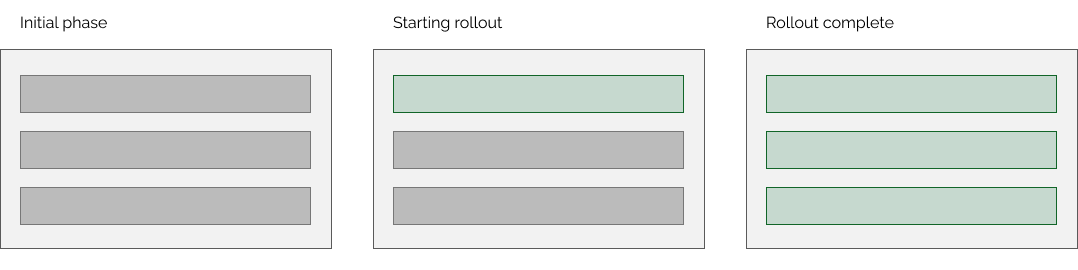 Initial phase
Starting rollout
Rollout complete